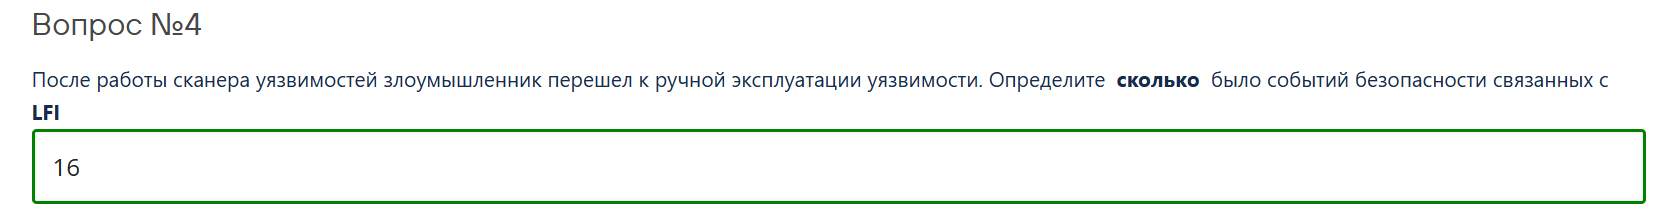 Вопрос №4
После работы сканера уязвимостей злоумышленник перешел к ручной эксплуатации уязвимости. Определите сколько было событий безопасности связанных с
LFI
16